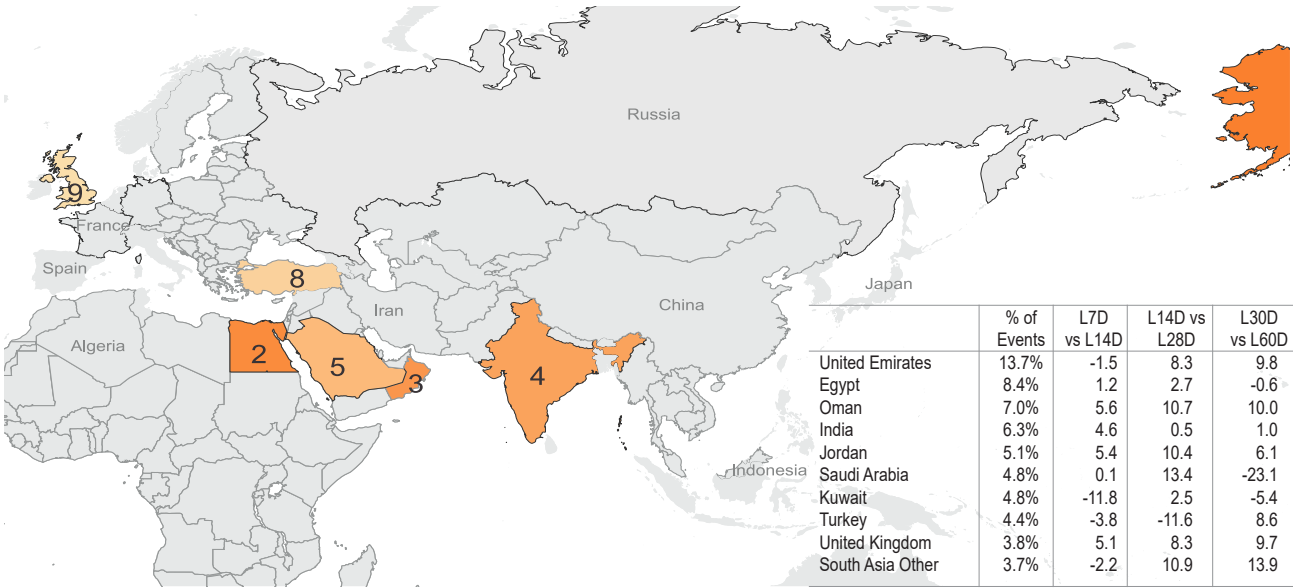 Russia
9
France
Spain
8
Iran
China
Japan
Algeria
2
5
3
4
Indonesia
% of Events L7D vs L14D L14D vs L28D L30D vs L60D
United Emirates 13.7% -1.5 8.3 9.8
Egypt 8.4% 1.2 2.7 -0.6
Oman 7.0% 5.6 10.7 10.0
India 6.3% 4.6 0.5 1.0
Jordan 5.1% 5.4 10.4 6.1
Saudi Arabia 4.8% 0.1 13.4 -23.1
Kuwait 4.8% -11.8 2.5 -5.4
Turkey 4.4% -3.8 -11.6 8.6
United Kingdom 3.8% 5.1 8.3 9.7
South Asia Other 3.7% -2.2 10.9 13.9